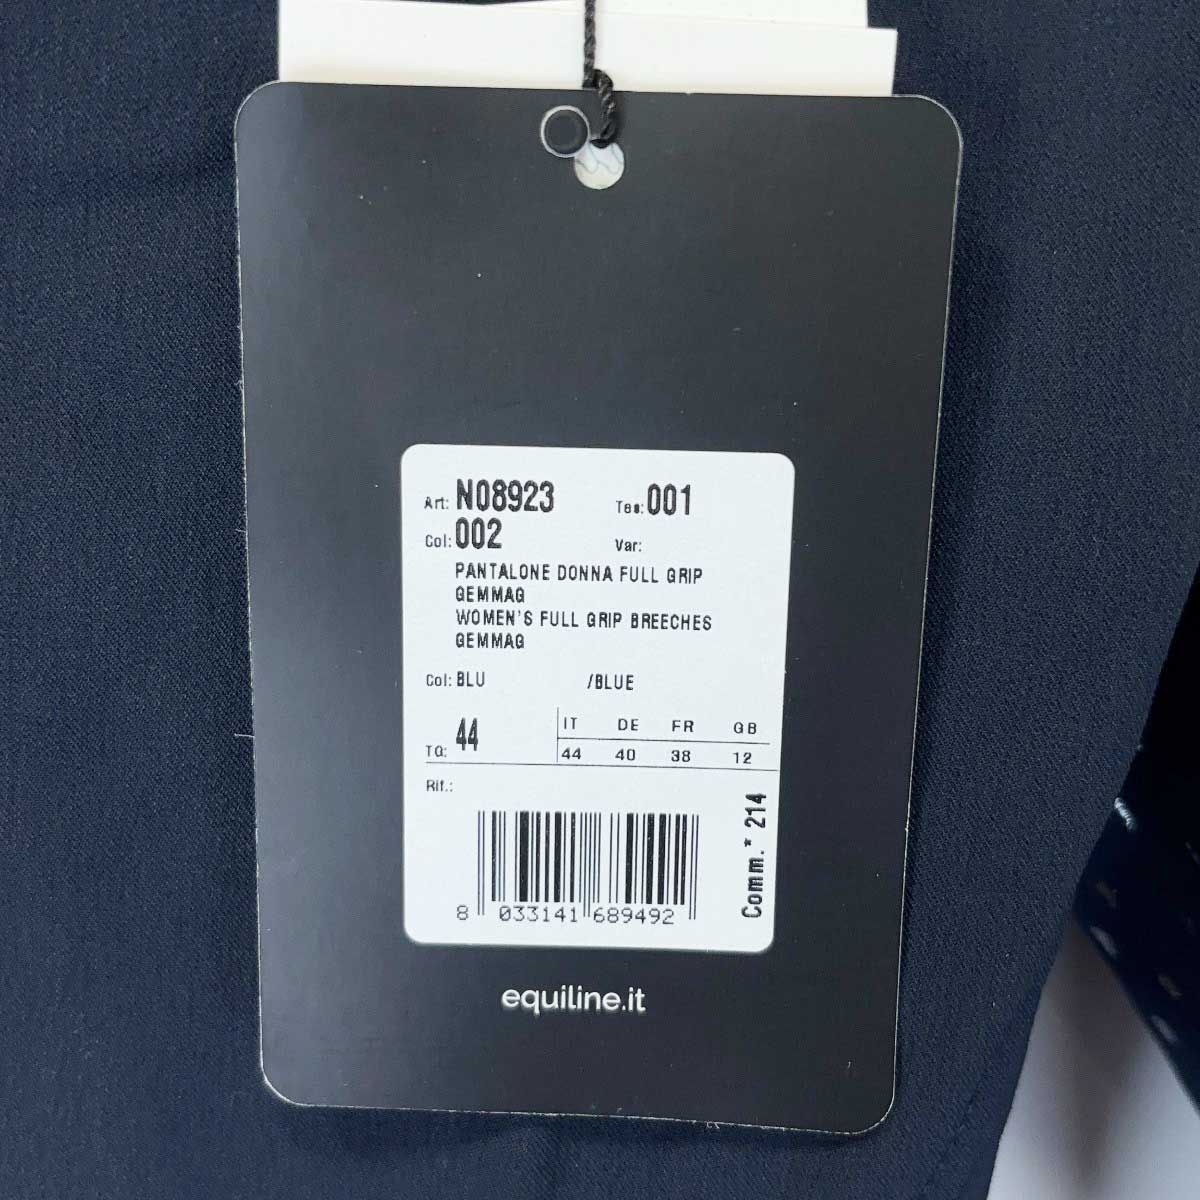 Art: N08923 Tes: 001
Col: 002 Var:
PANTALONE DONNA FULL GRIP
GEMMAG
WOMEN'S FULL GRIP BREECHES
GEMMAG
Col: BLU /BLUE
TG: 44
IT DE FR GB
44 40 38 12
Rif.:
Comm.* 214
8 033141 689492
equiline.it